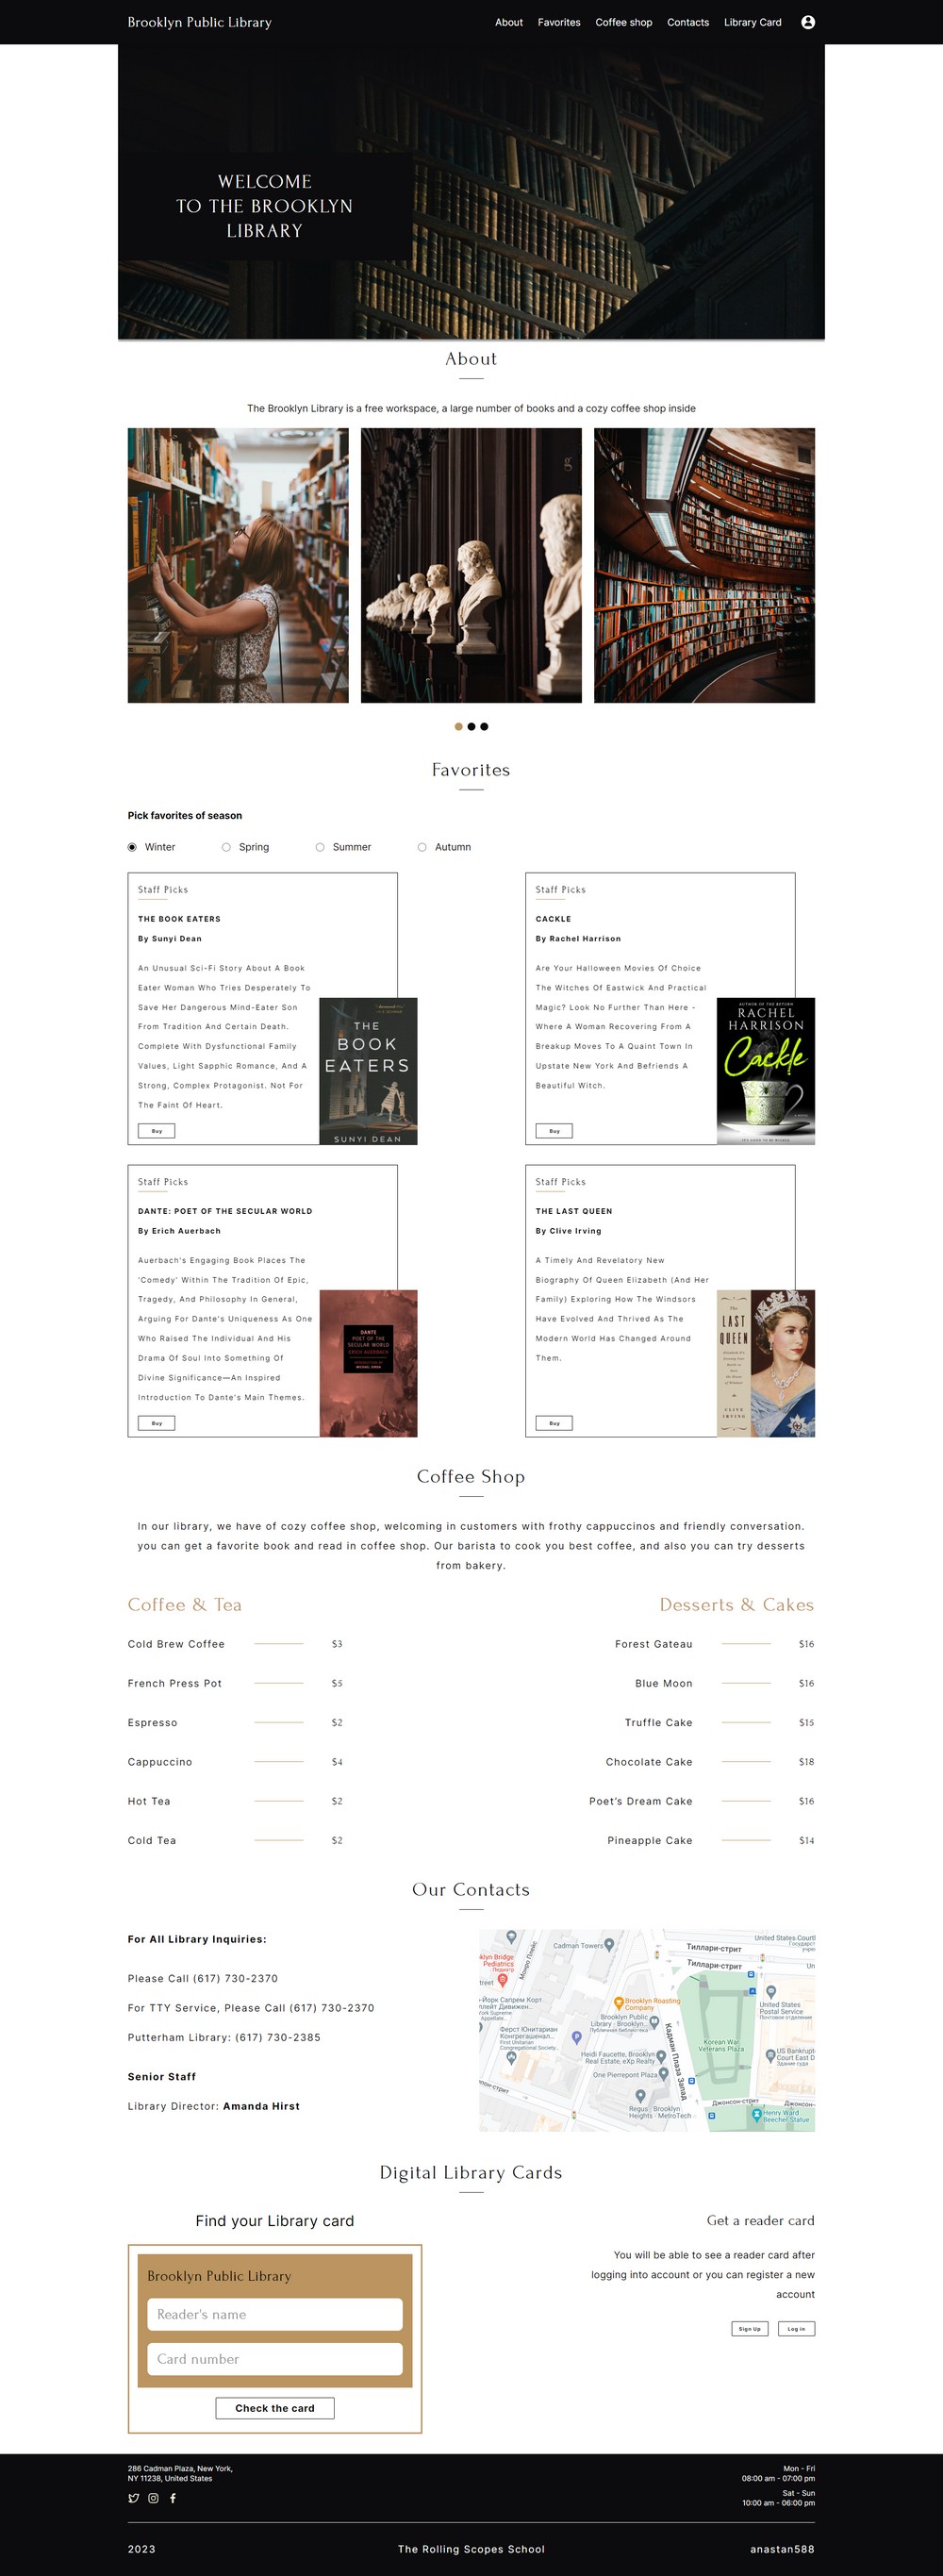 Brooklyn Public Library
About
Favorites
Coffee shop
Contacts
Library Card
WELCOME
TO THE BROOKLYN
LIBRARY
About
The Brooklyn Library is a free workspace, a large number of books and a cozy coffee shop inside
Favorites
Pick favorites of season
Winter
Spring
Summer
Autumn
Staff Picks
THE BOOK EATERS
By Sunyi Dean
An Unusual Sci-Fi Story About A Book
Eater Woman Who Tries Desperately To
Save Her Dangerous Mind-Eater Son
From Tradition And Certain Death.
Complete With Dysfunctional Family
Values, Light Sapphic Romance, And A
Strong, Complex Protagonist. Not For
The Faint Of Heart.
Buy
THE
BOOK
EATERS
SUNYI DEAN
Staff Picks
CACKLE
By Rachel Harrison
Are Your Halloween Movies Of Choice
The Witches Of Eastwick And Practical
Magic? Look No Further Than Here -
Where A Woman Recovering From A
Breakup Moves To A Quaint Town In
Upstate New York And Befriends A
Beautiful Witch.
Buy
AUTHOR OF THE RETURN
RACHEL
HARRISON
Cackle
Staff Picks
DANTE: POET OF THE SECULAR WORLD
By Erich Auerbach
Auerbach's Engaging Book Places The
'Comedy' Within The Tradition Of Epic,
Tragedy, And Philosophy In General,
Arguing For Dante's Uniqueness As One
Who Raised The Individual And His
Drama Of Soul Into Something Of
Divine Significance—An Inspired
Introduction To Dante's Main Themes.
Buy
DANTE
POET OF THE
SECULAR WORLD
ERICH AUERBACH
Staff Picks
THE LAST QUEEN
By Clive Irving
A Timely And Revelatory New
Biography Of Queen Elizabeth (And Her
Family) Exploring How The Windsors
Have Evolved And Thrived As The
Modern World Has Changed Around
Them.
Buy
The
LAST
QUEEN
CLIVE
IRVING
Coffee Shop
In our library, we have of cozy coffee shop, welcoming in customers with frothy cappuccinos and friendly conversation.
you can get a favorite book and read in coffee shop. Our barista to cook you best coffee, and also you can try desserts
from bakery.
Coffee & Tea
Cold Brew Coffee $3
French Press Pot $5
Espresso $2
Cappuccino $4
Hot Tea $2
Cold Tea $2
Desserts & Cakes
Forest Gateau $16
Blue Moon $16
Truffle Cake $15
Chocolate Cake $18
Poet's Dream Cake $16
Pineapple Cake $14
Our Contacts
For All Library Inquiries:
Please Call (617) 730-2370
For TTY Service, Please Call (617) 730-2370
Putterham Library: (617) 730-2385
Senior Staff
Library Director: Amanda Hirst
Cadman Towers
Тиллари-стрит
Тиллари-стрит
Brooklyn Roasting
Company
Brooklyn Public
Library - Brooklyn...
Публичная библиотека
United States
Postal Service
Почтовое отделение
Korean War
Veterans Plaza
Кадман Плаза Запад
Heidi Faucette, Brooklyn
Real Estate, eXp Realty
One Pierrepont Plaza
Regus - Brooklyn
Heights - MetroTech
Джонсон-стрит
Henry Ward
Beecher Statue
Digital Library Cards
Find your Library card
Brooklyn Public Library
Reader's name
Card number
Check the card
Get a reader card
You will be able to see a reader card after
logging into account or you can register a new
account
Sign Up
Log in
286 Cadman Plaza, New York,
NY 11238, United States
Mon - Fri
08:00 am - 07:00 pm
Sat - Sun
10:00 am - 06:00 pm
2023
The Rolling Scopes School
anastan588